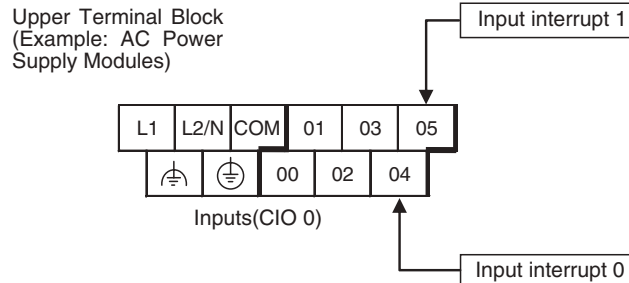 Upper Terminal Block
(Example: AC Power
Supply Modules)
Input interrupt 1
L1 L2/N COM 01 03 05
00 02 04
Inputs(CIO 0)
Input interrupt 0